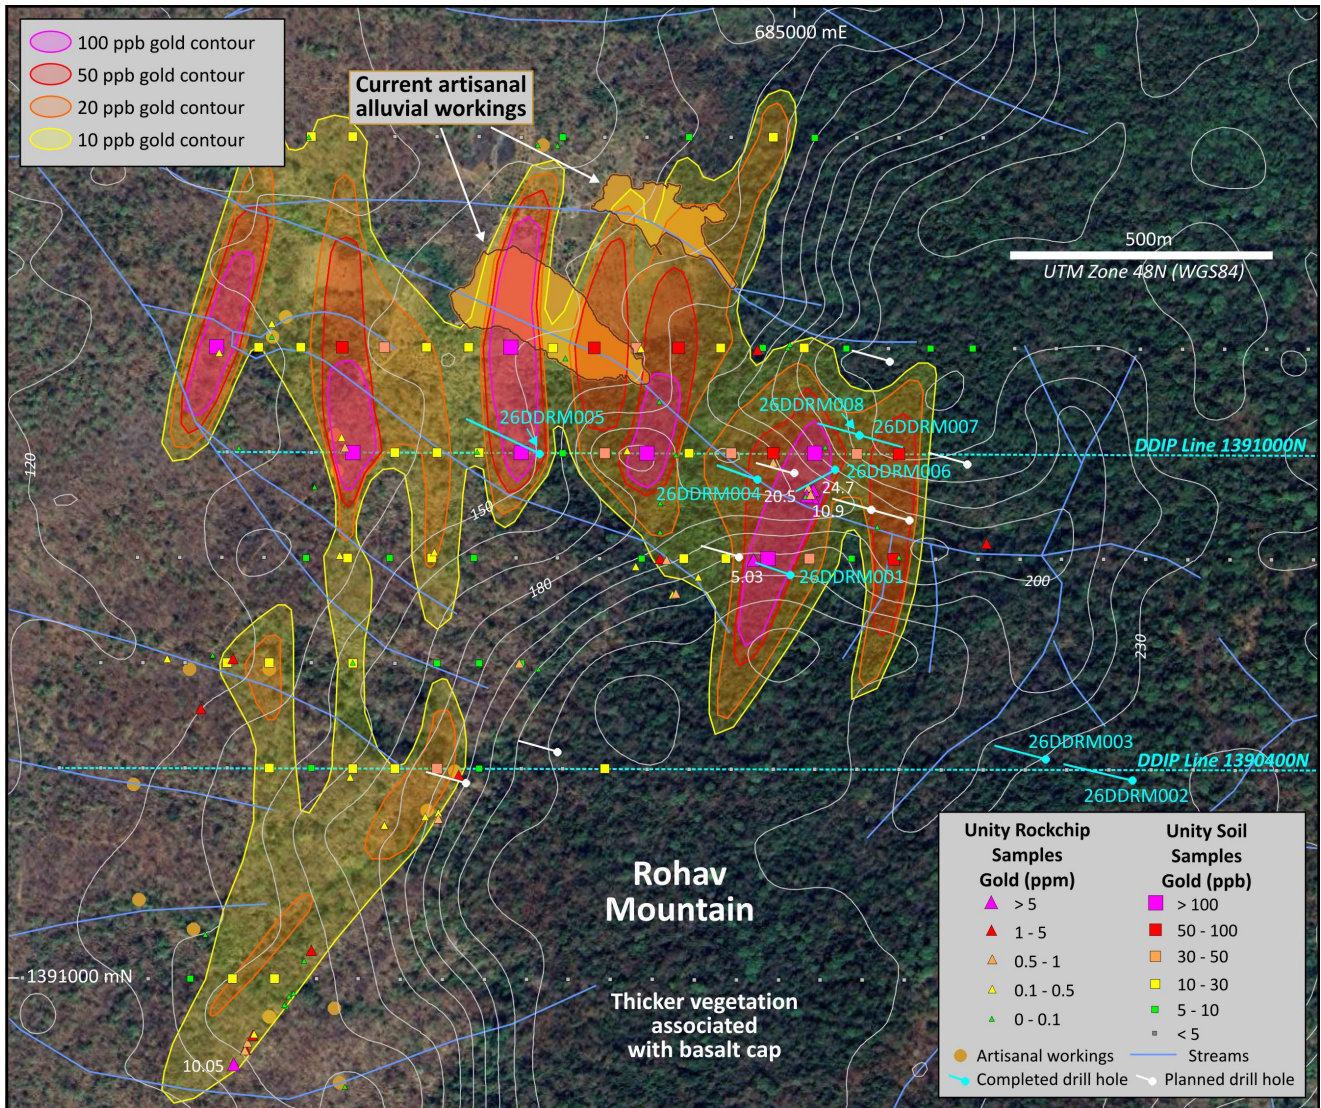 685000 mE
100 ppb gold contour
50 ppb gold contour
20 ppb gold contour
10 ppb gold contour
Current artisanal
alluvial workings
500m
UTM Zone 48N (WGS84)
26DDRM008
26DDRM005
26DDRM007
DDIP Line 1391000N
120
26DDRM006
26DDRM004
20.5
24.7
10.9
150
5.03
26DDRM001
180
200
230
26DDRM003
DDIP Line 1390400N
26DDRM002
Rohav
Mountain
1391000 mN
Thicker vegetation
associated
with basalt cap
10.05
Unity Rockchip
Samples
Gold (ppm)
> 5
1 - 5
0.5 - 1
0.1 - 0.5
0 - 0.1
Unity Soil
Samples
Gold (ppb)
> 100
50 - 100
30 - 50
10 - 30
5 - 10
< 5
Artisanal workings
Streams
Completed drill hole
Planned drill hole